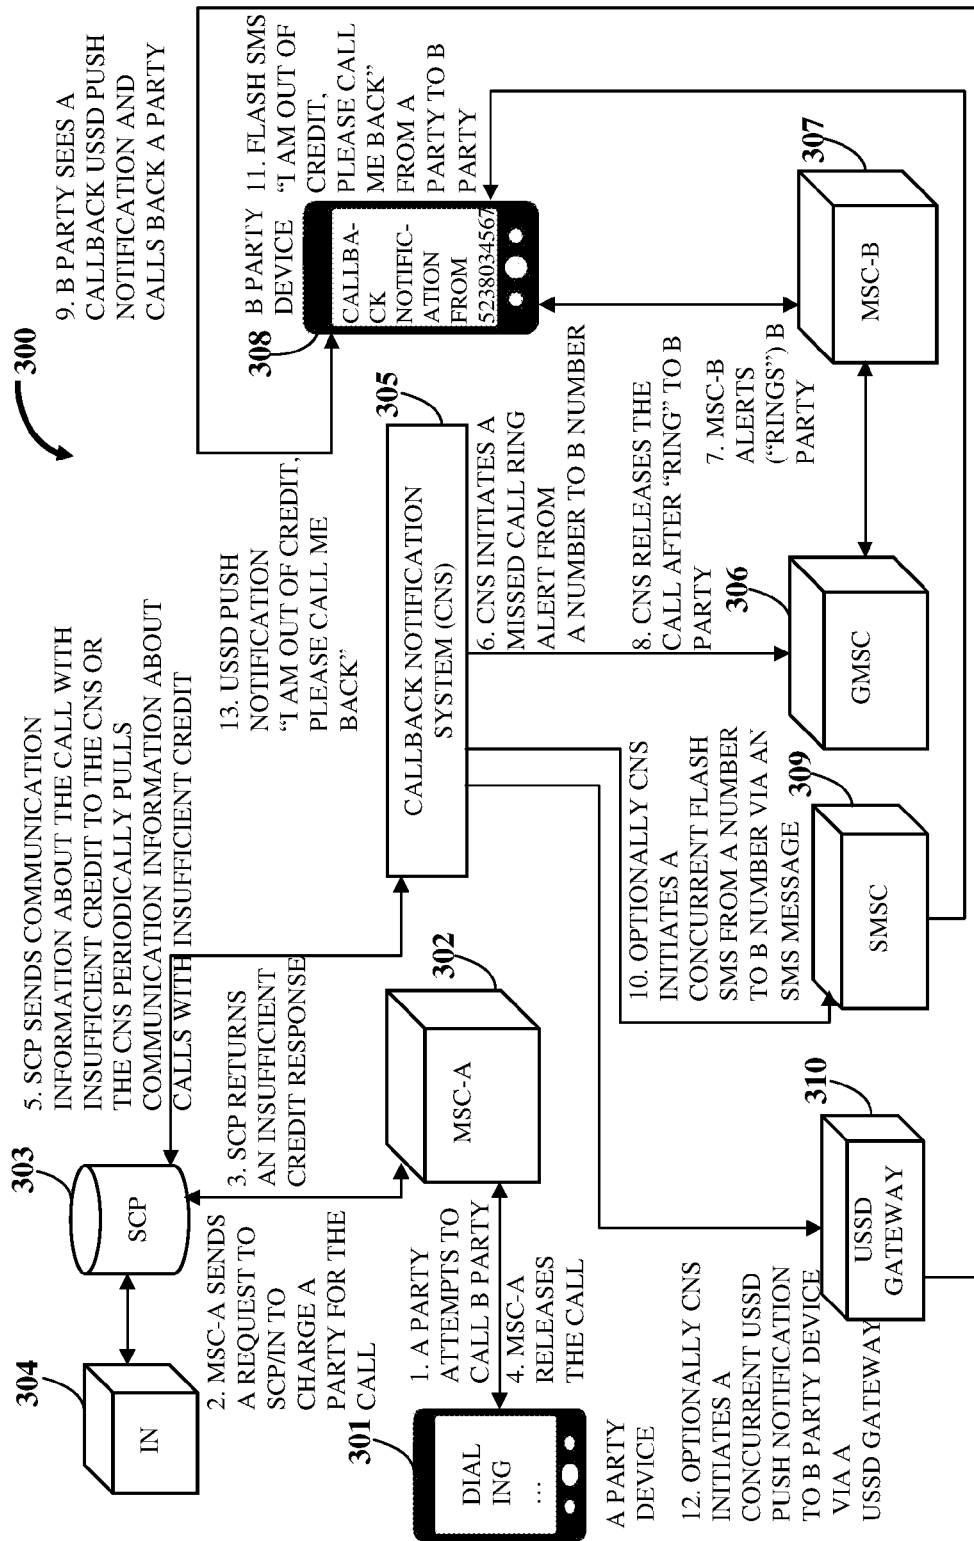 300
304
IN
303
SCP
2. MSC-A SENDS
A REQUEST TO
SCP/IN TO
CHARGE A
PARTY FOR THE
CALL
3. SCP RETURNS
AN INSUFFICIENT
CREDIT RESPONSE
5. SCP SENDS COMMUNICATION
INFORMATION ABOUT THE CALL WITH
INSUFFICIENT CREDIT TO THE CNS OR
THE CNS PERIODICALLY PULLS
COMMUNICATION INFORMATION ABOUT
CALLS WITH INSUFFICIENT CREDIT
9. B PARTY SEES A
CALLBACK USSD PUSH
NOTIFICATION AND
CALLS BACK A PARTY
13. USSD PUSH
NOTIFICATION
“I AM OUT OF CREDIT,
PLEASE CALL ME
BACK”
308
B PARTY
DEVICE
CALLBA-
CK
NOTIFIC-
ATION
FROM
5238034567
11. FLASH SMS
“I AM OUT OF
CREDIT,
PLEASE CALL
ME BACK”
FROM A
PARTY TO B
PARTY
301
DIAL
ING
...
A PARTY
DEVICE
1. A PARTY
ATTEMPTS TO
CALL B PARTY
4. MSC-A
RELEASES
THE CALL
302
MSC-A
305
CALLBACK NOTIFICATION
SYSTEM (CNS)
6. CNS INITIATES A
MISSED CALL RING
ALERT FROM
A NUMBER TO B NUMBER
8. CNS RELEASES THE
CALL AFTER “RING” TO B
PARTY
7. MSC-B
ALERTS
(“RINGS”) B
PARTY
10. OPTIONALLY CNS
INITIATES A
CONCURRENT FLASH
SMS FROM A NUMBER
TO B NUMBER VIA AN
SMS MESSAGE
12. OPTIONALLY CNS
INITIATES A
CONCURRENT USSD
PUSH NOTIFICATION
TO B PARTY DEVICE
VIA A
USSD GATEWAY
310
USSD
GATEWAY
309
SMSC
306
GMSC
307
MSC-B